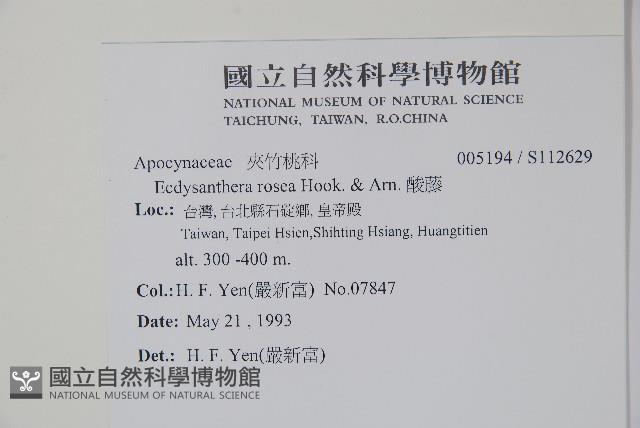 國立自然科學博物館
NATIONAL MUSEUM OF NATURAL SCIENCE
TAICHUNG, TAIWAN, R.O.CHINA
Apocynaceae 夾竹桃科 005194 / S112629
Ecdysanthera rosea Hook. & Arn. 酸藤
Loc.: 台灣, 台北縣石碇鄉, 皇帝殿
Taiwan, Taipei Hsien,Shihting Hsiang, Huangtitien
alt. 300 -400 m.
Col.:H. F. Yen(嚴新富) No.07847
Date: May 21 , 1993
Det.: H. F. Yen(嚴新富)
國立自然科學博物館
NATIONAL MUSEUM OF NATURAL SCIENCE